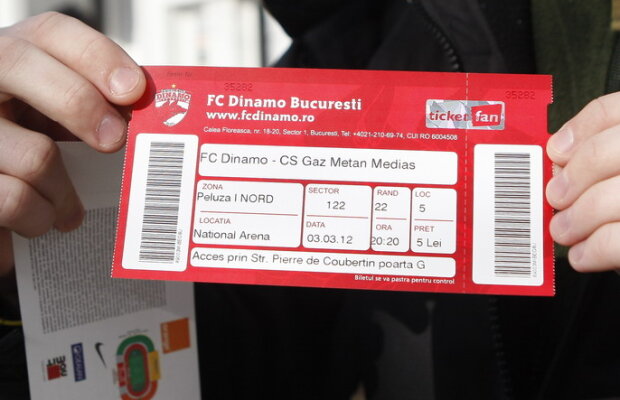 35282
35282
DINAMO
FC Dinamo Bucuresti
www.fcdinamo.ro
ticket fan
Calea Floreasca, nr. 18-20, Sector 1, Bucuresti, Tel: +4021-210-69-74, CUI RO 6004508
FC Dinamo - CS Gaz Metan Medias
ZONA SECTOR RAND LOC
Peluza I NORD 122 22 5
LOCATIA DATA ORA PRET
National Arena 03.03.12 20:20 5 Lei
Acces prin Str. Pierre de Coubertin poarta G
Biletul se va pastra pentru control